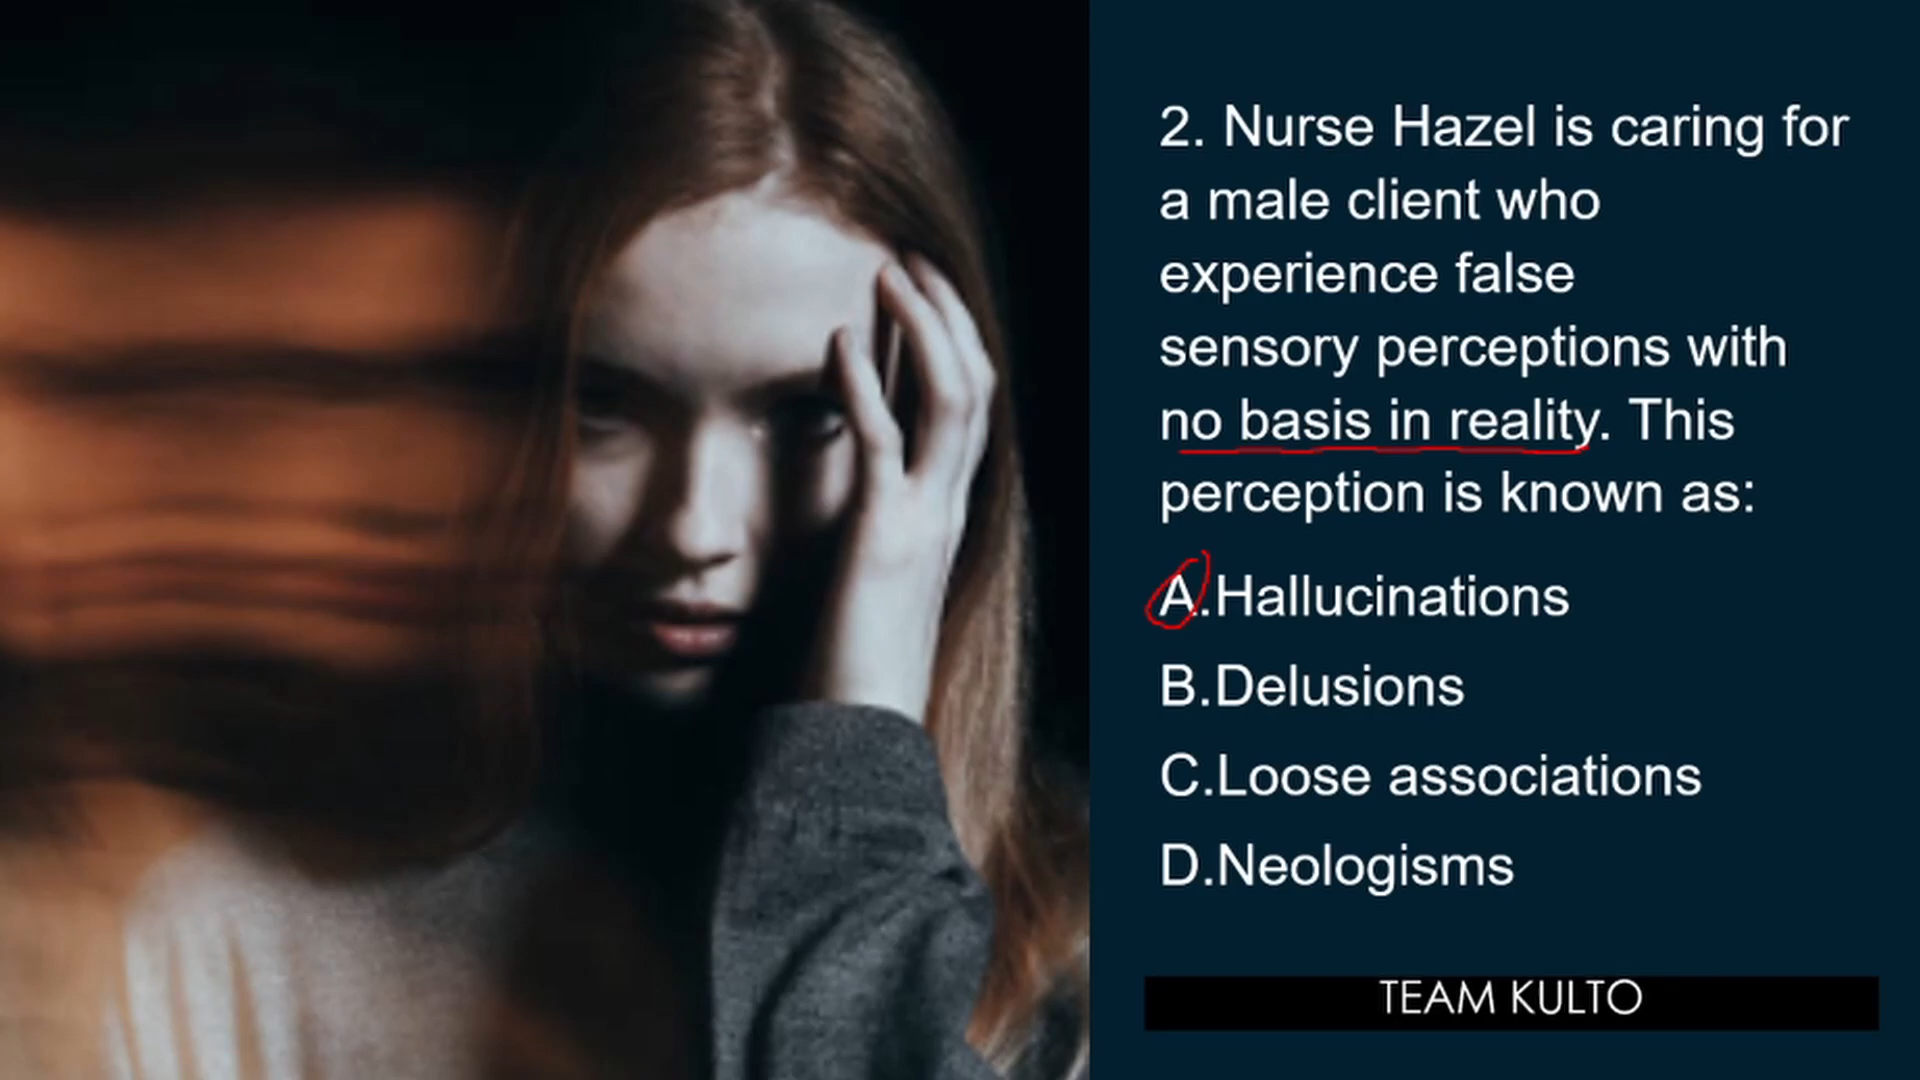 2. Nurse Hazel is caring for
a male client who
experience false
sensory perceptions with
no basis in reality. This
perception is known as:
A.Hallucinations
B.Delusions
C.Loose associations
D.Neologisms
TEAM KULTO